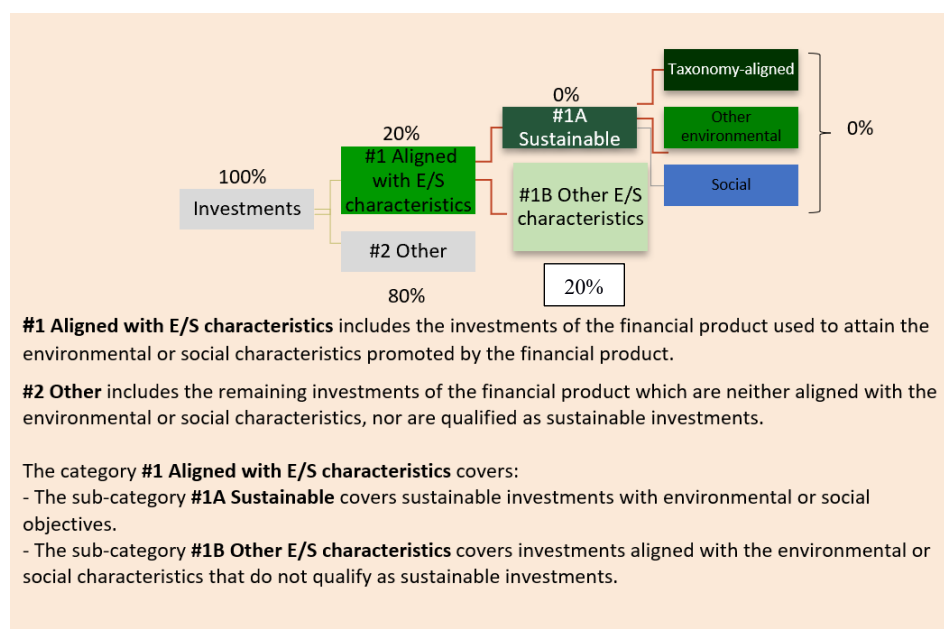 Taxonomy-aligned
0%
#1A
Sustainable
Other
environmental
0%
20%
#1 Aligned
with E/S
characteristics
100%
Investments
#1B Other E/S
characteristics
Social
#2 Other
20%
80%
#1 Aligned with E/S characteristics includes the investments of the financial product used to attain the
environmental or social characteristics promoted by the financial product.
#2 Other includes the remaining investments of the financial product which are neither aligned with the
environmental or social characteristics, nor are qualified as sustainable investments.
The category #1 Aligned with E/S characteristics covers:
- The sub-category #1A Sustainable covers sustainable investments with environmental or social
objectives.
- The sub-category #1B Other E/S characteristics covers investments aligned with the environmental or
social characteristics that do not qualify as sustainable investments.